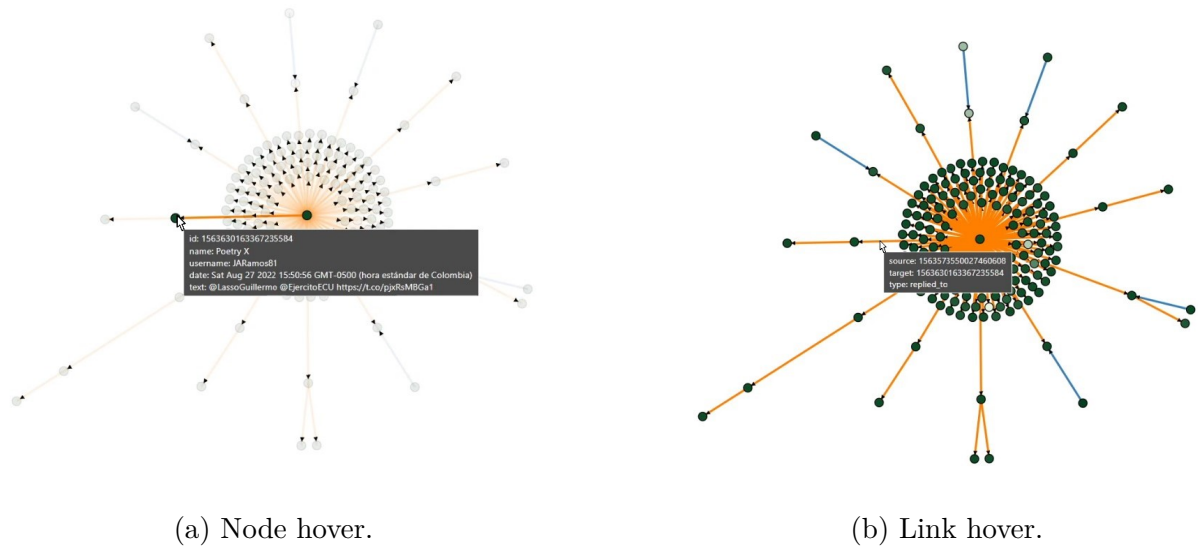 id: 1563630163367235584
name: Poetry X
username: JARamos81
date: Sat Aug 27 2022 15:50:56 GMT-0500 (hora estándar de Colombia)
text: @LassoGuillermo @EjercitoECU https://t.co/pjxRsMBGa1
source: 1563573550027460608
target: 1563630163367235584
type: replied_to
(a) Node hover.
(b) Link hover.